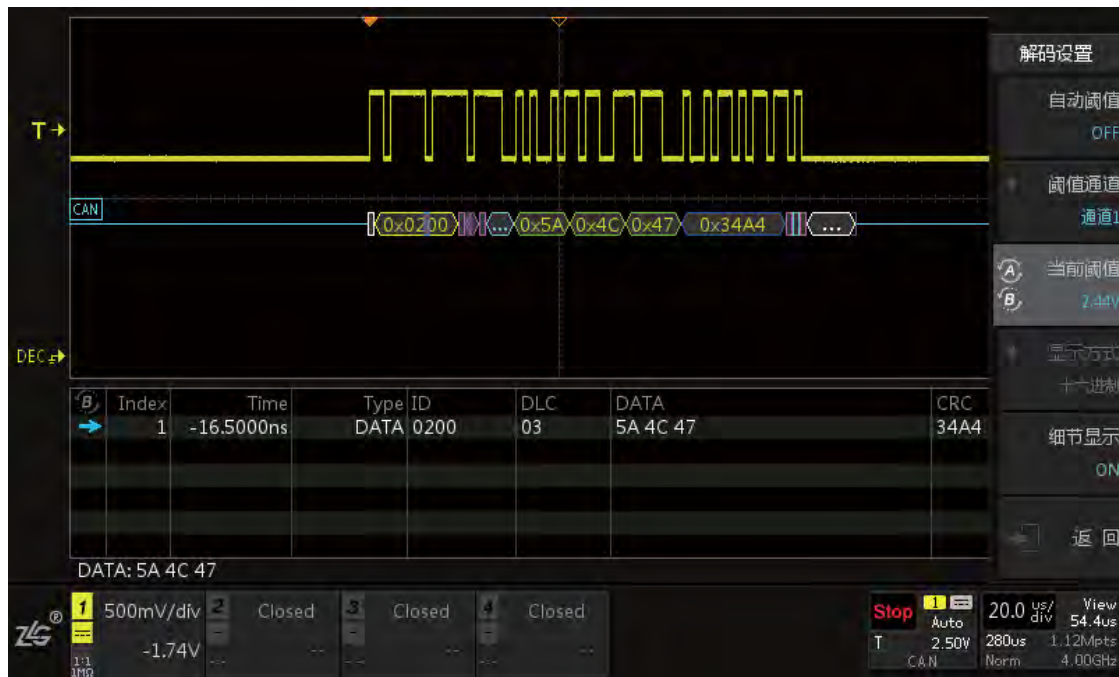 解码设置
自动阈值
OFF
T
阈值通道
通道1
CAN
0x0200 ... 0x5A 0x4C 0x47 0x34A4 ...
A
当前阈值
B
2.44V
DEC
显示方式
十六进制
B Index Time Type ID DLC DATA CRC
1 -16.5000ns DATA 0200 03 5A 4C 47 34A4
细节显示
ON
返 回
DATA: 5A 4C 47
ZLG®
1 500mV/div 2 Closed 3 Closed 4 Closed
-1.74V -- -- -- -- -- --
1:1
1MΩ
Stop 1 Auto
T 2.50V
CAN
20.0 us/div View
54.4us
280us 1.12Mpts
Norm 4.00GHz